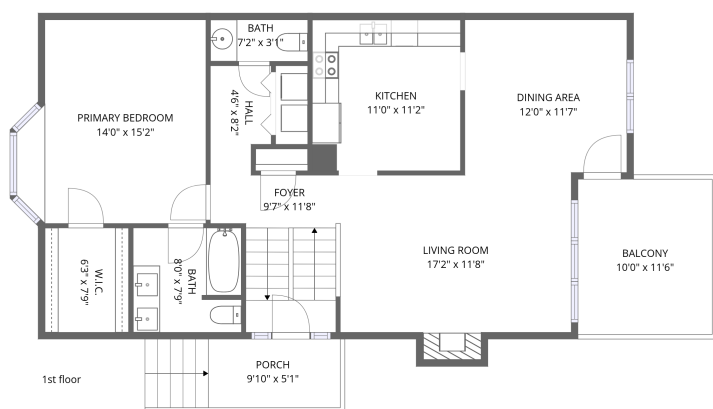 BATH
7'2" x 3'1"
PRIMARY BEDROOM
14'0" x 15'2"
HALL
4'6" x 8'2"
KITCHEN
11'0" x 11'2"
DINING AREA
12'0" x 11'7"
FOYER
9'7" x 11'8"
W.I.C.
6'3" x 7'9"
BATH
8'0" x 7'9"
LIVING ROOM
17'2" x 11'8"
BALCONY
10'0" x 11'6"
PORCH
9'10" x 5'1"
1st floor